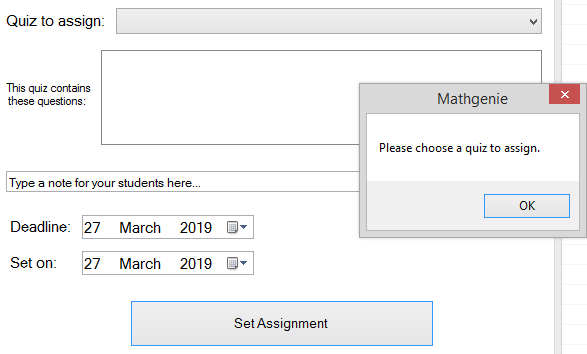 Quiz to assign:
This quiz contains
these questions:
Mathgenie
Please choose a quiz to assign.
OK
Type a note for your students here...
Deadline: 27 March 2019
Set on: 27 March 2019
Set Assignment